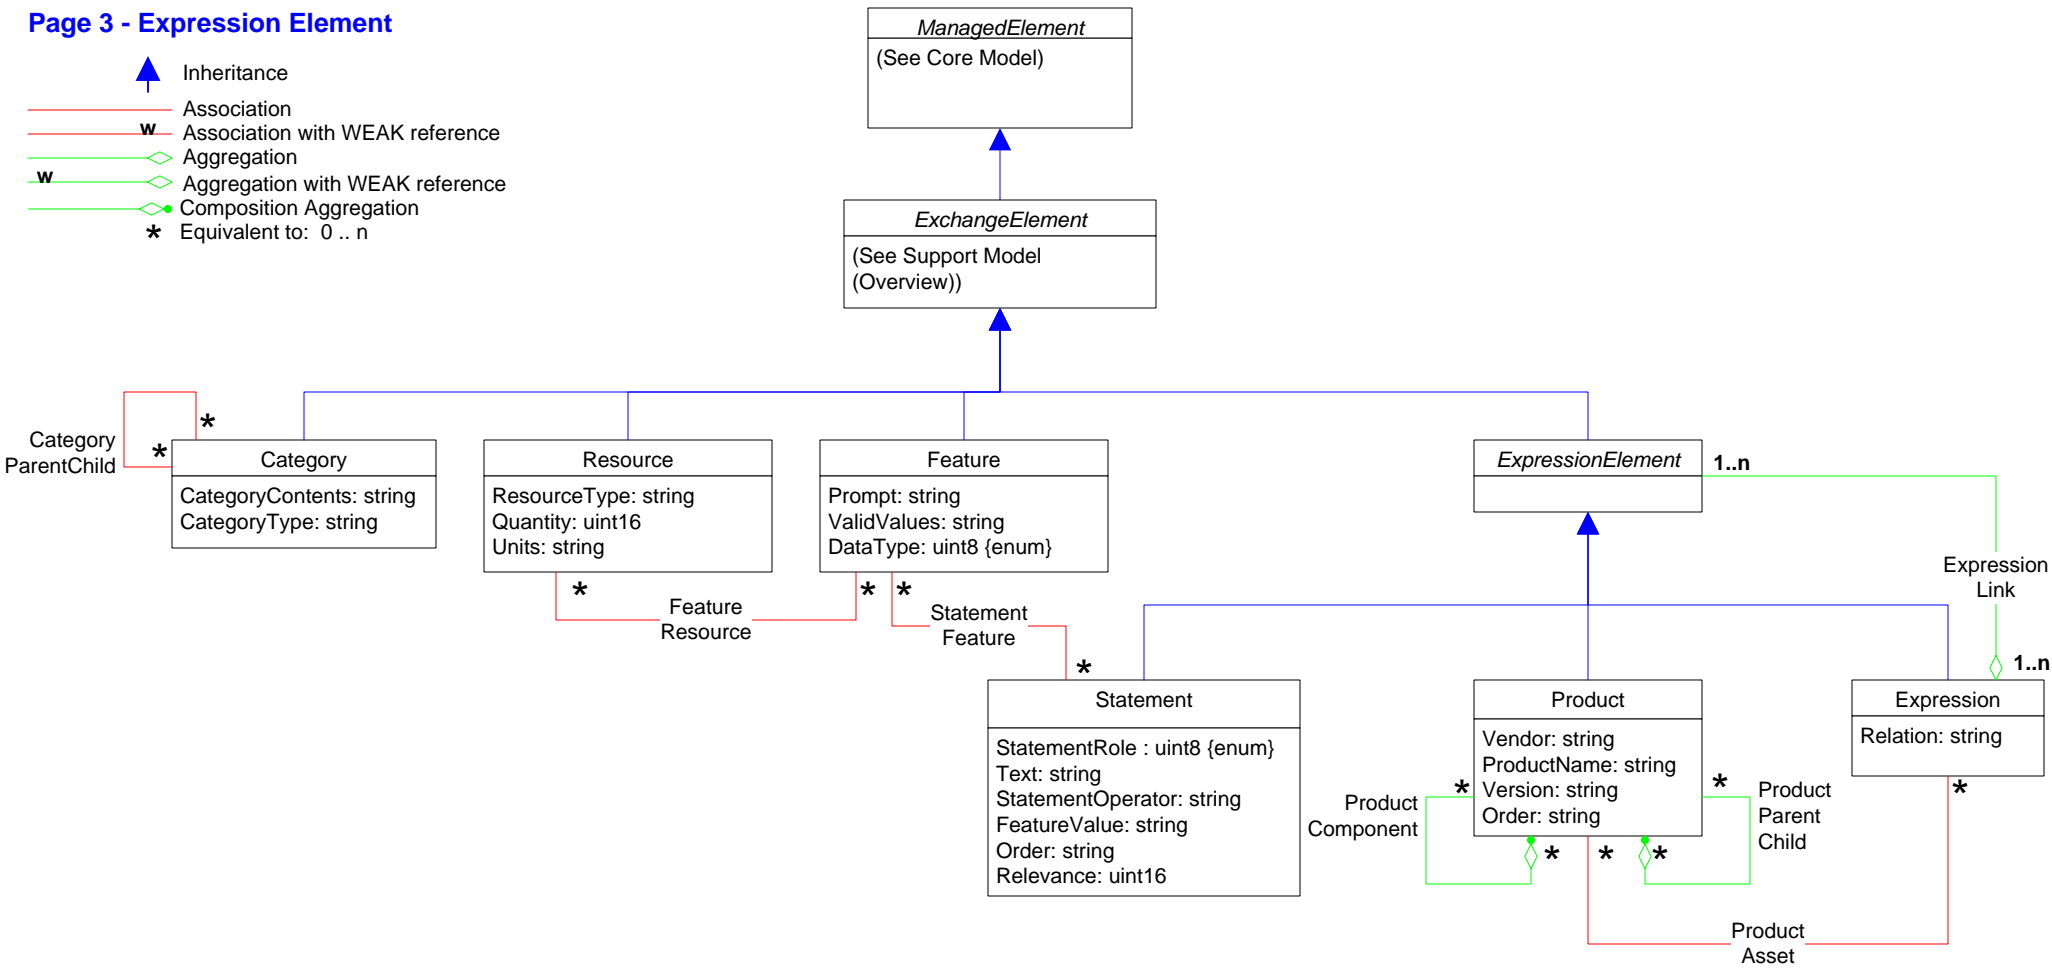 Page 3 - Expression Element
Inheritance
Association
w
Association with WEAK reference
Aggregation
w
Aggregation with WEAK reference
Composition Aggregation
* Equivalent to: 0 .. n
ManagedElement
(See Core Model)
ExchangeElement
(See Support Model
(Overview))
Category
ParentChild
*
*
Category
CategoryContents: string
CategoryType: string
Resource
ResourceType: string
Quantity: uint16
Units: string
Feature
Prompt: string
ValidValues: string
DataType: uint8 {enum}
ExpressionElement
1..n
*
Feature
Resource
*
*
Statement
Feature
*
Expression
Link
1..n
Statement
StatementRole : uint8 {enum}
Text: string
StatementOperator: string
FeatureValue: string
Order: string
Relevance: uint16
Product
Vendor: string
ProductName: string
Version: string
Order: string
Expression
Relation: string
Product
Component
*
*
*
*
*
Product
Parent
Child
*
Product
Asset